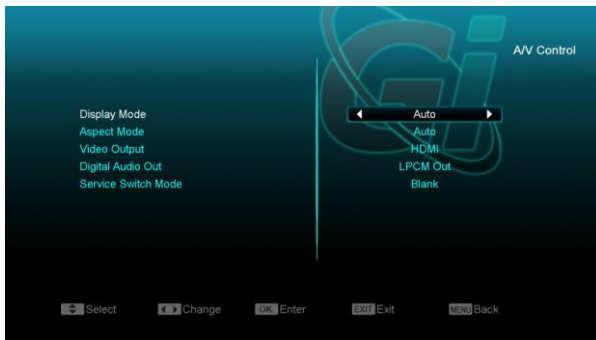 A/V Control
Display Mode Auto
Aspect Mode Auto
Video Output HDMI
Digital Audio Out LPCM Out
Service Switch Mode Blank
Select Change OK Enter EXIT Exit MENU Back